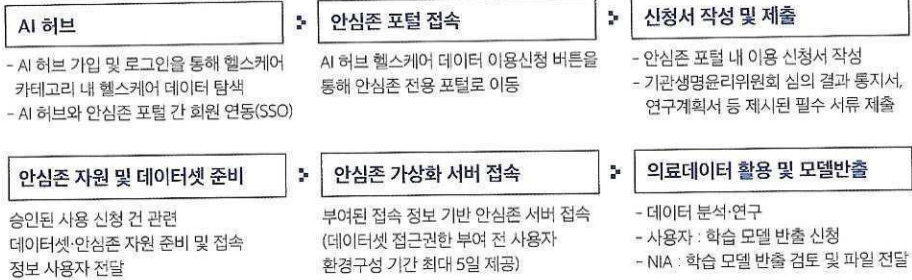 AI 허브
- AI 허브 가입 및 로그인을 통해 헬스케어
카테고리 내 헬스케어 데이터 탐색
- AI 허브와 안심존 포털 간 회원 연동(SSO)
안심존 포털 접속
AI 허브 헬스케어 데이터 이용신청 버튼을
통해 안심존 전용 포털로 이동
신청서 작성 및 제출
- 안심존 포털 내 이용 신청서 작성
- 기관생명윤리위원회 심의 결과 통지서,
연구계획서 등 제시된 필수 서류 제출
안심존 자원 및 데이터셋 준비
승인된 사용 신청 건 관련
데이터셋·안심존 자원 준비 및 접속
정보 사용자 전달
안심존 가상화 서버 접속
부여된 접속 정보 기반 안심존 서버 접속
(데이터셋 접근권한 부여 전 사용자
환경구성 기간 최대 5일 제공)
의료데이터 활용 및 모델반출
- 데이터 분석·연구
- 사용자 : 학습 모델 반출 신청
- NIA : 학습 모델 반출 검토 및 파일 전달